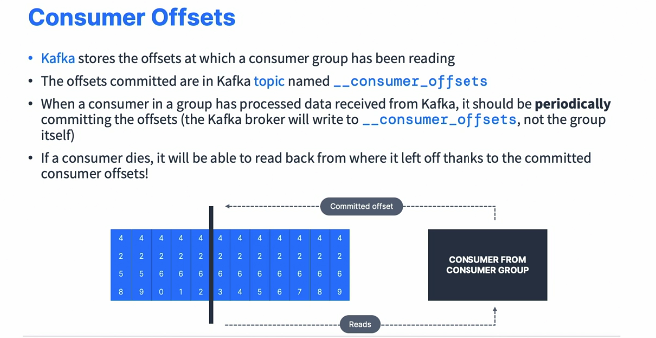 Consumer Offsets
• Kafka stores the offsets at which a consumer group has been reading
• The offsets committed are in Kafka topic named __consumer_offsets
• When a consumer in a group has processed data received from Kafka, it should be periodically
committing the offsets (the Kafka broker will write to __consumer_offsets, not the group
itself)
• If a consumer dies, it will be able to read back from where it left off thanks to the committed
consumer offsets!
Committed offset
4 4 4 4 4 4 4 4 4 4 4 4
2 2 2 2 2 2 2 2 2 2 2 2
5 5 6 6 6 6 6 6 6 6 6 6
8 9 0 1 2 3 4 5 6 7 8 9
CONSUMER FROM
CONSUMER GROUP
Reads